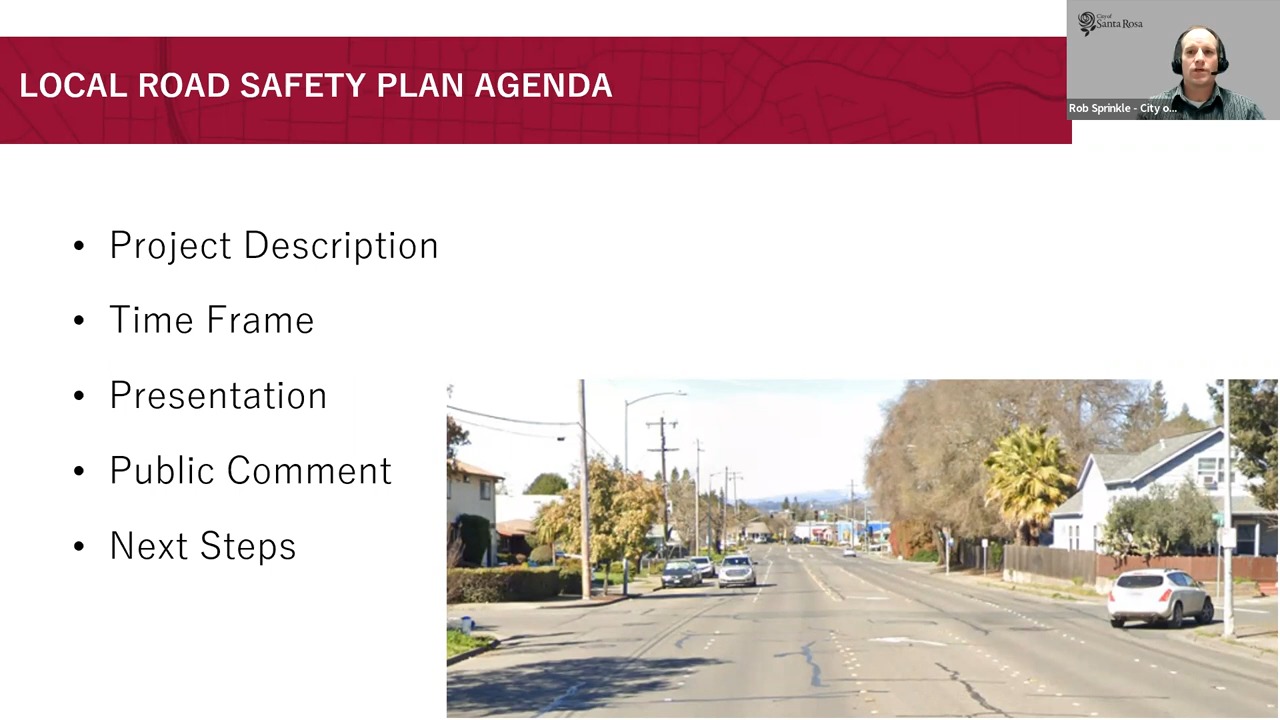 LOCAL ROAD SAFETY PLAN AGENDA
City of
Santa Rosa
Rob Sprinkle - City o...
• Project Description
• Time Frame
• Presentation
• Public Comment
• Next Steps